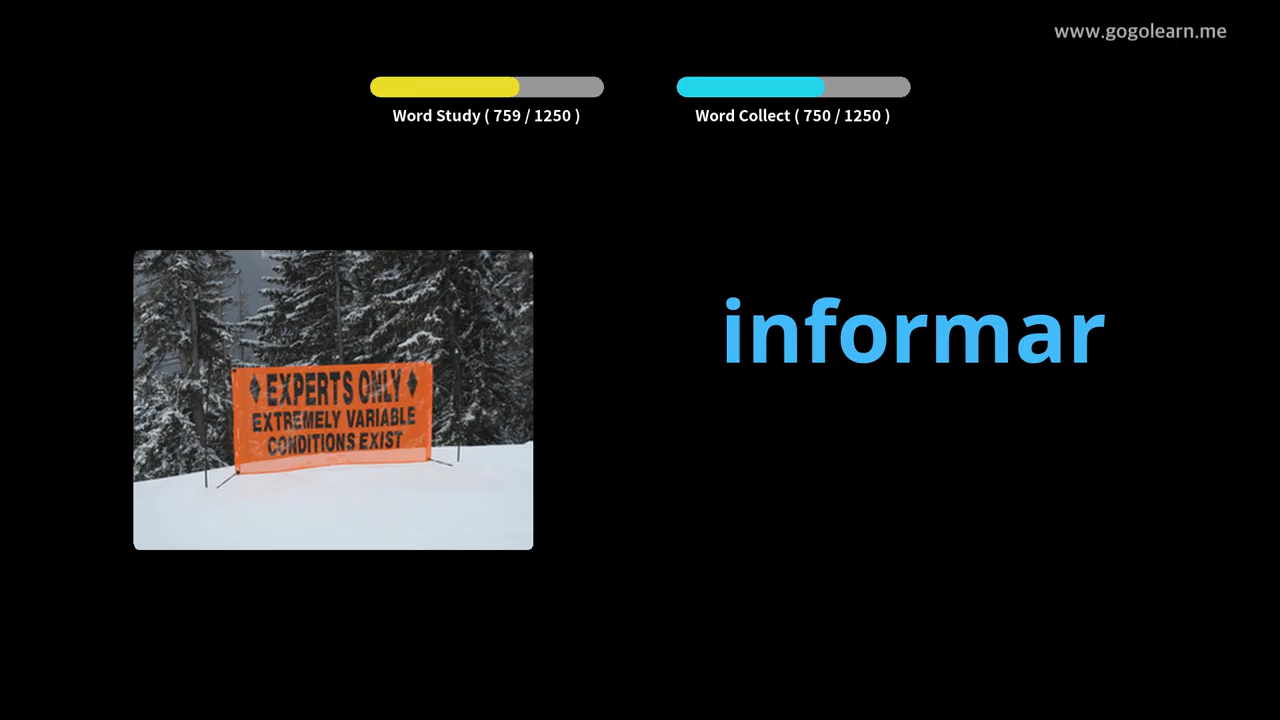 www.gogolearn.me
Word Study ( 759 / 1250 )
Word Collect ( 750 / 1250 )
EXPERTS ONLY
EXTREMELY VARIABLE
CONDITIONS EXIST
informar